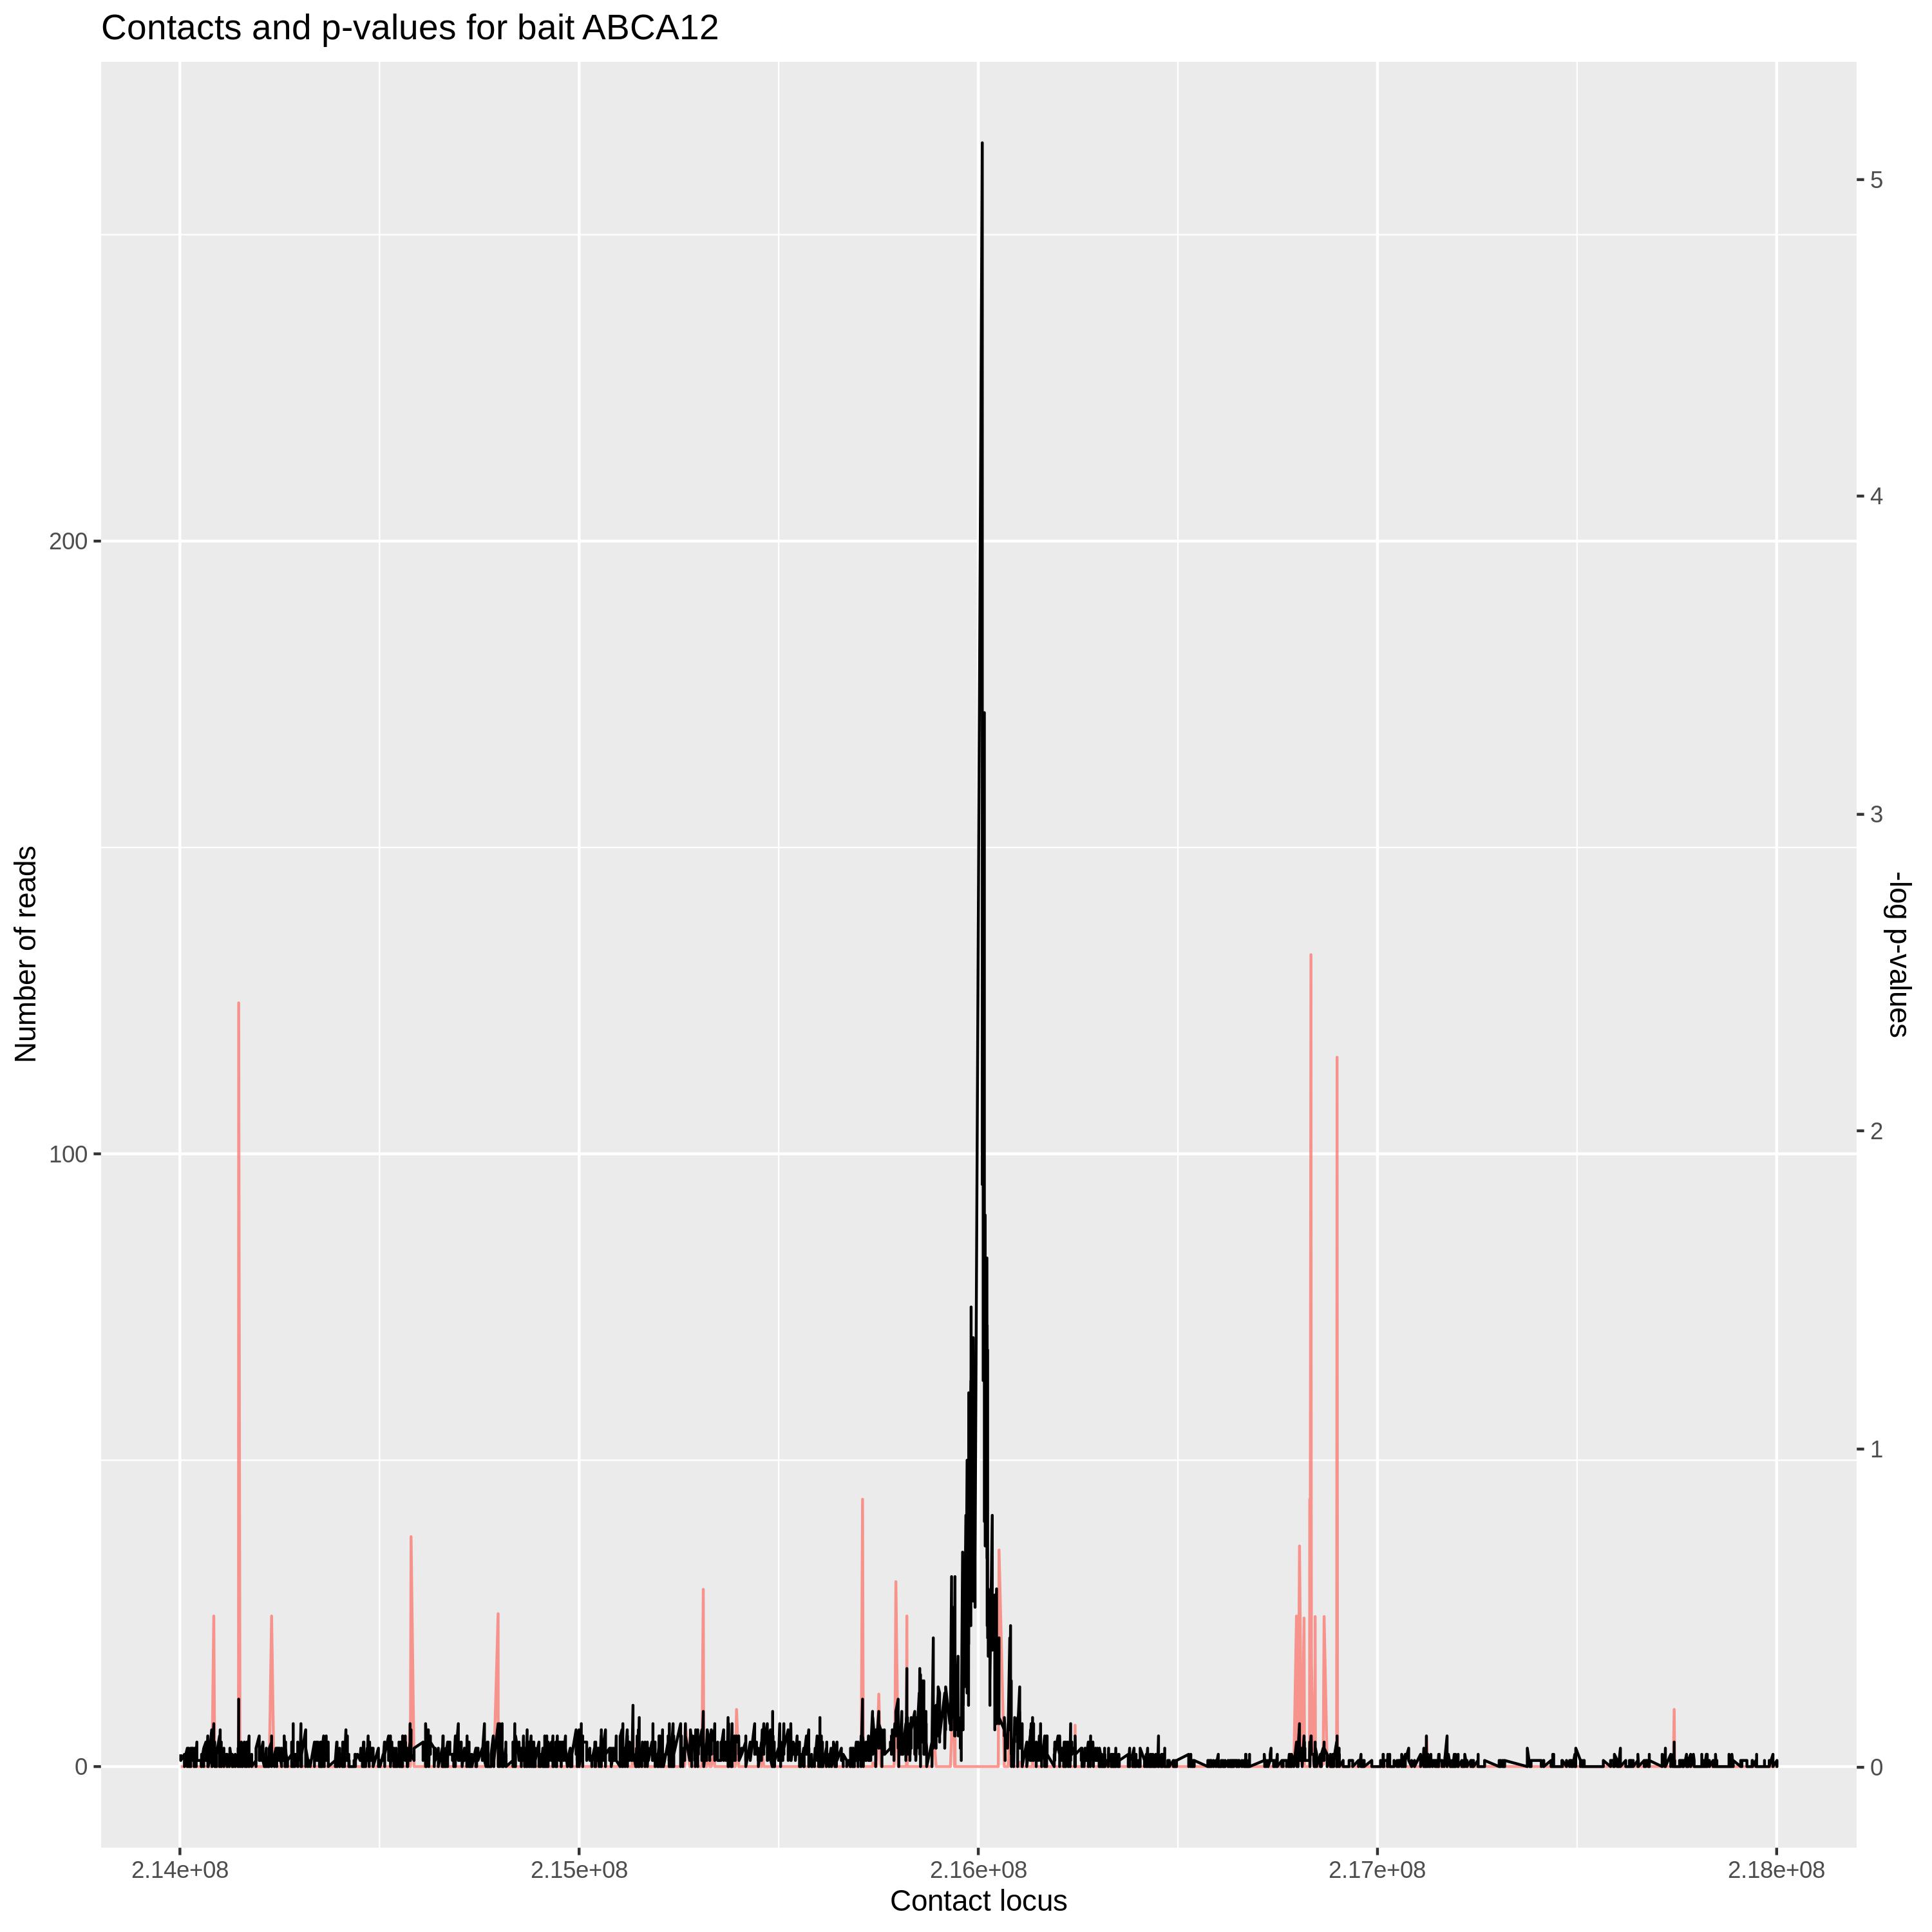 Contacts and p-values for bait ABCA12
Number of reads
200
100
0
5
4
3
2
1
0
-log p-values
2.14e+08 2.15e+08 2.16e+08 2.17e+08 2.18e+08
Contact locus